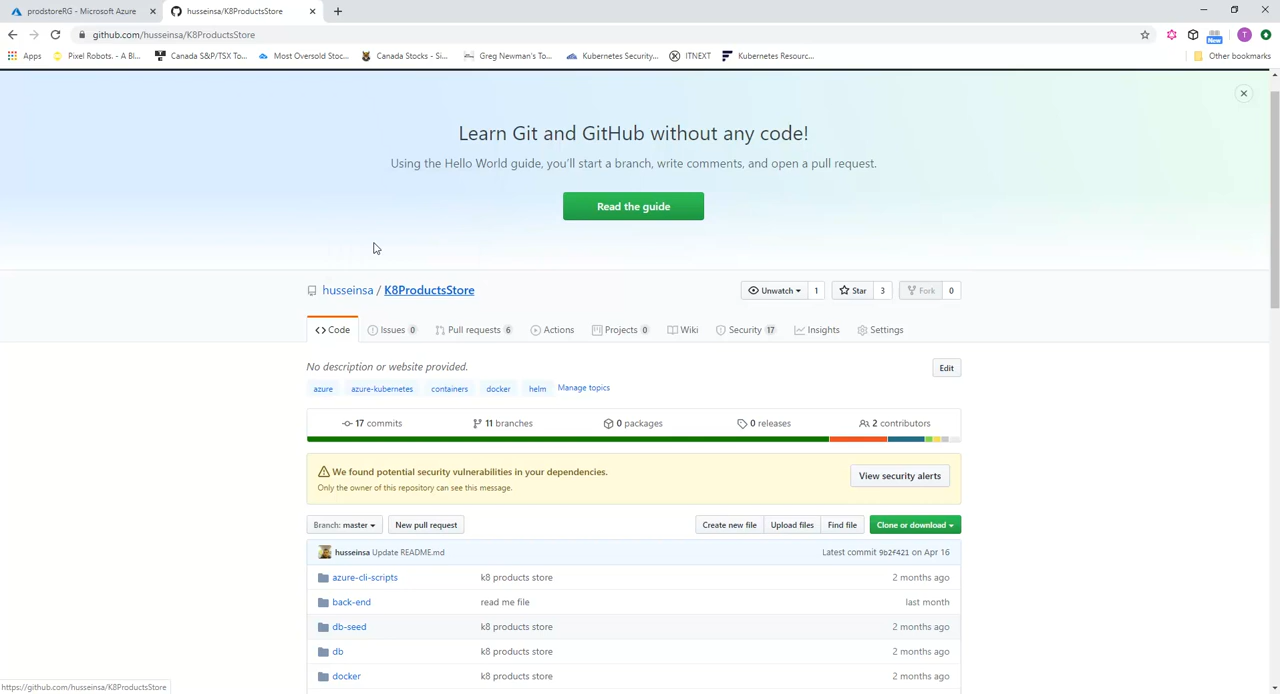 prodstoreRG - Microsoft Azure
husseinsa/K8ProductsStore
github.com/husseinsa/K8ProductsStore
Apps
Pixel Robots. - A Bl...
Canada S&P/TSX To...
Most Oversold Stoc...
Canada Stocks - Si...
Greg Newman's To...
Kubernetes Security...
ITNEXT
Kubernetes Resourc...
New
T
Other bookmarks
Learn Git and GitHub without any code!
Using the Hello World guide, you'll start a branch, write comments, and open a pull request.
Read the guide
husseinsa / K8ProductsStore
Unwatch 1 Star 3 Fork 0
Code Issues 0 Pull requests 6 Actions Projects 0 Wiki Security 17 Insights Settings
No description or website provided.
Edit
azure azure-kubernetes containers docker helm Manage topics
17 commits 11 branches 0 packages 0 releases 2 contributors
We found potential security vulnerabilities in your dependencies.
Only the owner of this repository can see this message.
View security alerts
Branch: master New pull request Create new file Upload files Find file Clone or download
husseinsa Update README.md Latest commit 9b2f421 on Apr 16
azure-cli-scripts k8 products store 2 months ago
back-end read me file last month
db-seed k8 products store 2 months ago
db k8 products store 2 months ago
docker k8 products store 2 months ago
https://github.com/husseinsa/K8ProductsStore